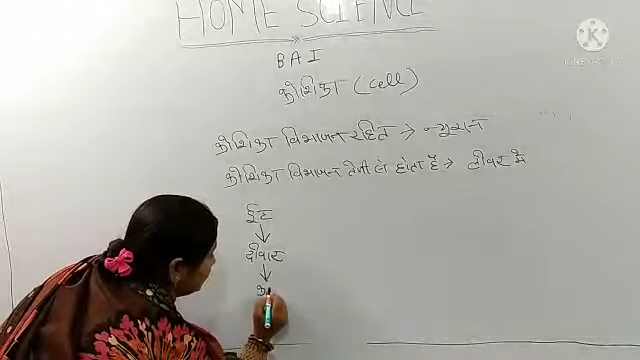 HOME SCIENCE
BA I
कोशिका (Cell)
कोशिका विभाजन रहित → न्यूरान
कोशिका विभाजन तेजी से होता है → लीवर में
ईंट
↓
दीवार
↓
क
K